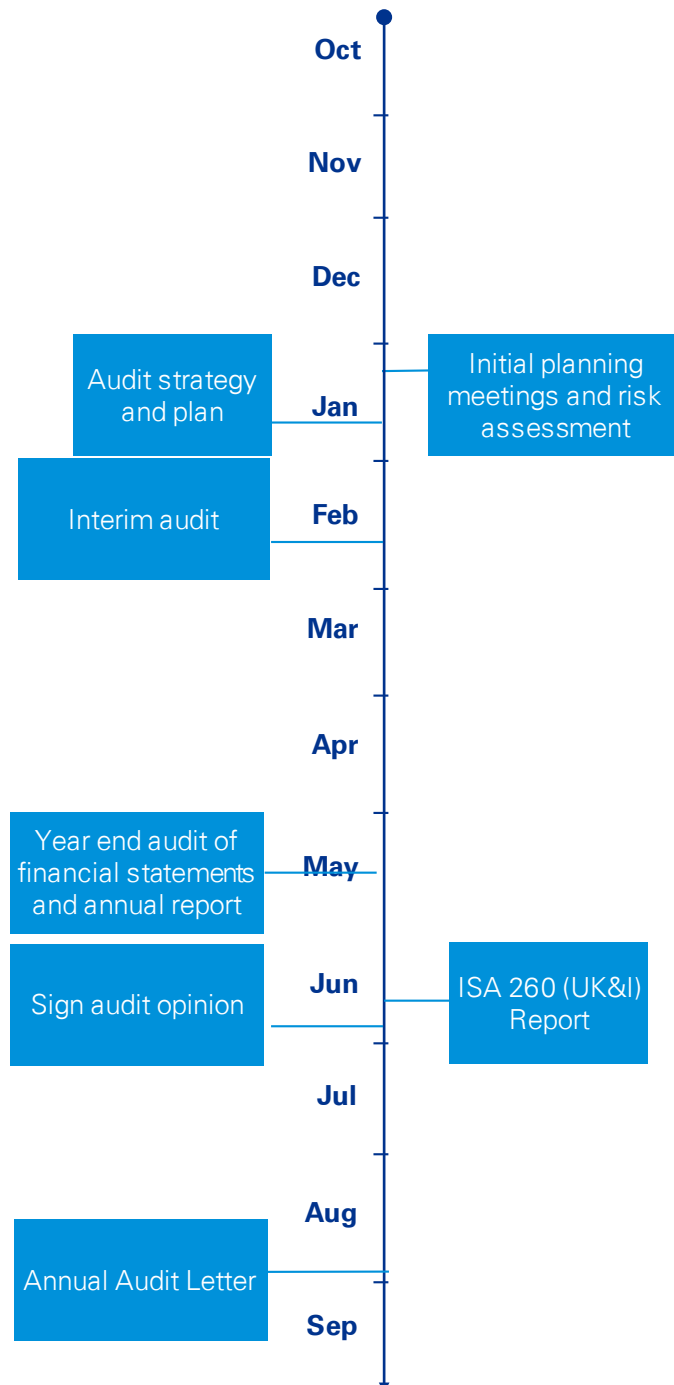 Oct
Nov
Dec
Initial planning
meetings and risk
assessment
Audit strategy
and plan
Jan
Interim audit
Feb
Mar
Apr
Year end audit of
financial statements
and annual report
May
Jun
ISA 260 (UK&I)
Report
Sign audit opinion
Jul
Aug
Annual Audit Letter
Sep